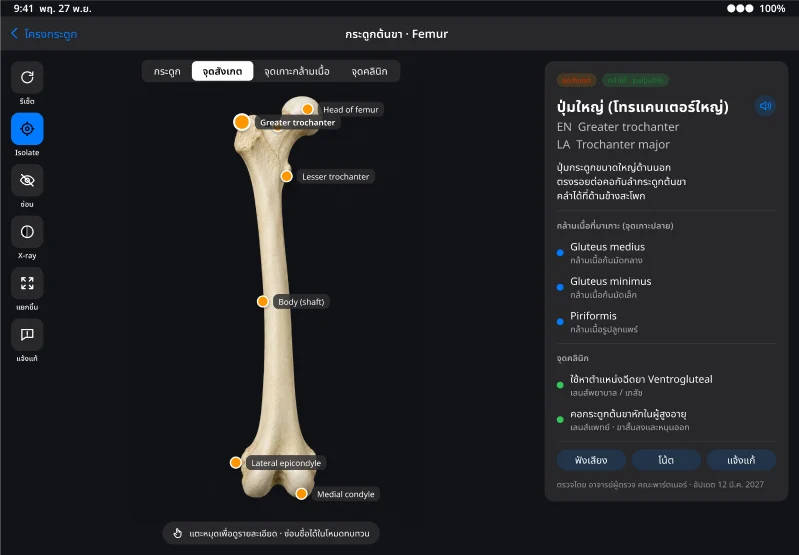 9:41 พฤ. 27 พ.ย.
100%
โครงกระดูก
กระดูกต้นขา · Femur
รีเซ็ต
Isolate
ซ่อน
X-ray
แยกชิ้น
แจ้งแก้
กระดูก
จุดสังเกต
จุดเกาะกล้ามเนื้อ
จุดคลินิก
Head of femur
Greater trochanter
Lesser trochanter
Body (shaft)
Lateral epicondyle
Medial condyle
แตะหมุดเพื่อดูรายละเอียด · ซ่อนชื่อได้ในโหมดทบทวน
จุดสังเกต
คลำได้ · palpable
ปุ่มใหญ่ (โทรแคนเตอร์ใหญ่)
EN Greater trochanter
LA Trochanter major
ปุ่มกระดูกขนาดใหญ่ด้านนอก
ตรงรอยต่อคอกับลำกระดูกต้นขา
คลำได้ที่ด้านข้างสะโพก
กล้ามเนื้อที่มาเกาะ (จุดเกาะปลาย)
Gluteus medius
กล้ามเนื้อก้นมัดกลาง
Gluteus minimus
กล้ามเนื้อก้นมัดเล็ก
Piriformis
กล้ามเนื้อรูปลูกแพร์
จุดคลินิก
ใช้หาตำแหน่งฉีดยา Ventrogluteal
เลนส์พยาบาล / เภสัช
คอกระดูกต้นขาหักในผู้สูงอายุ
เลนส์แพทย์ · ขาสั้นลงและหมุนออก
ฟังเสียง
โน้ต
แจ้งแก้
ตรวจโดย อาจารย์ผู้ตรวจ คณะพาร์ตเนอร์ · อัปเดต 12 มี.ค. 2027